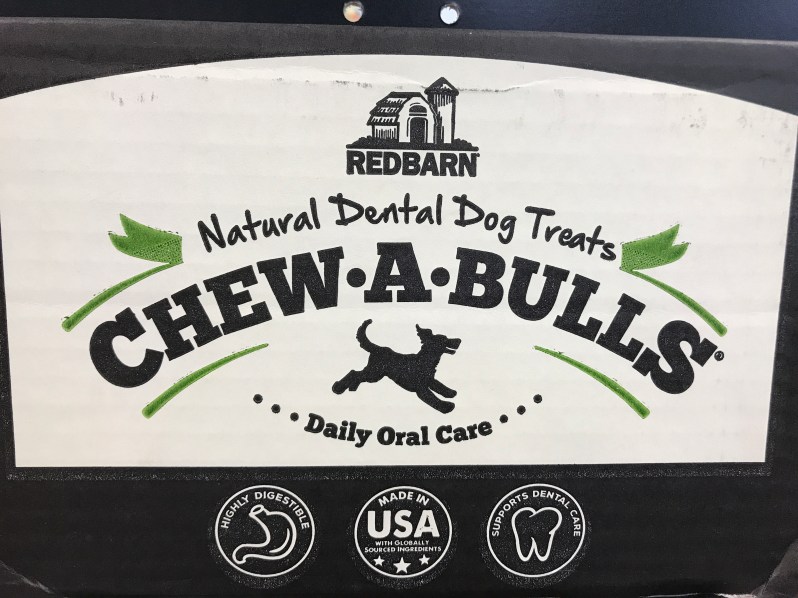 REDBARN
Natural Dental Dog Treats
CHEW·A·BULLS®
Daily Oral Care
HIGHLY DIGESTIBLE
MADE IN
USA
WITH GLOBALLY
SOURCED INGREDIENTS
SUPPORTS DENTAL CARE